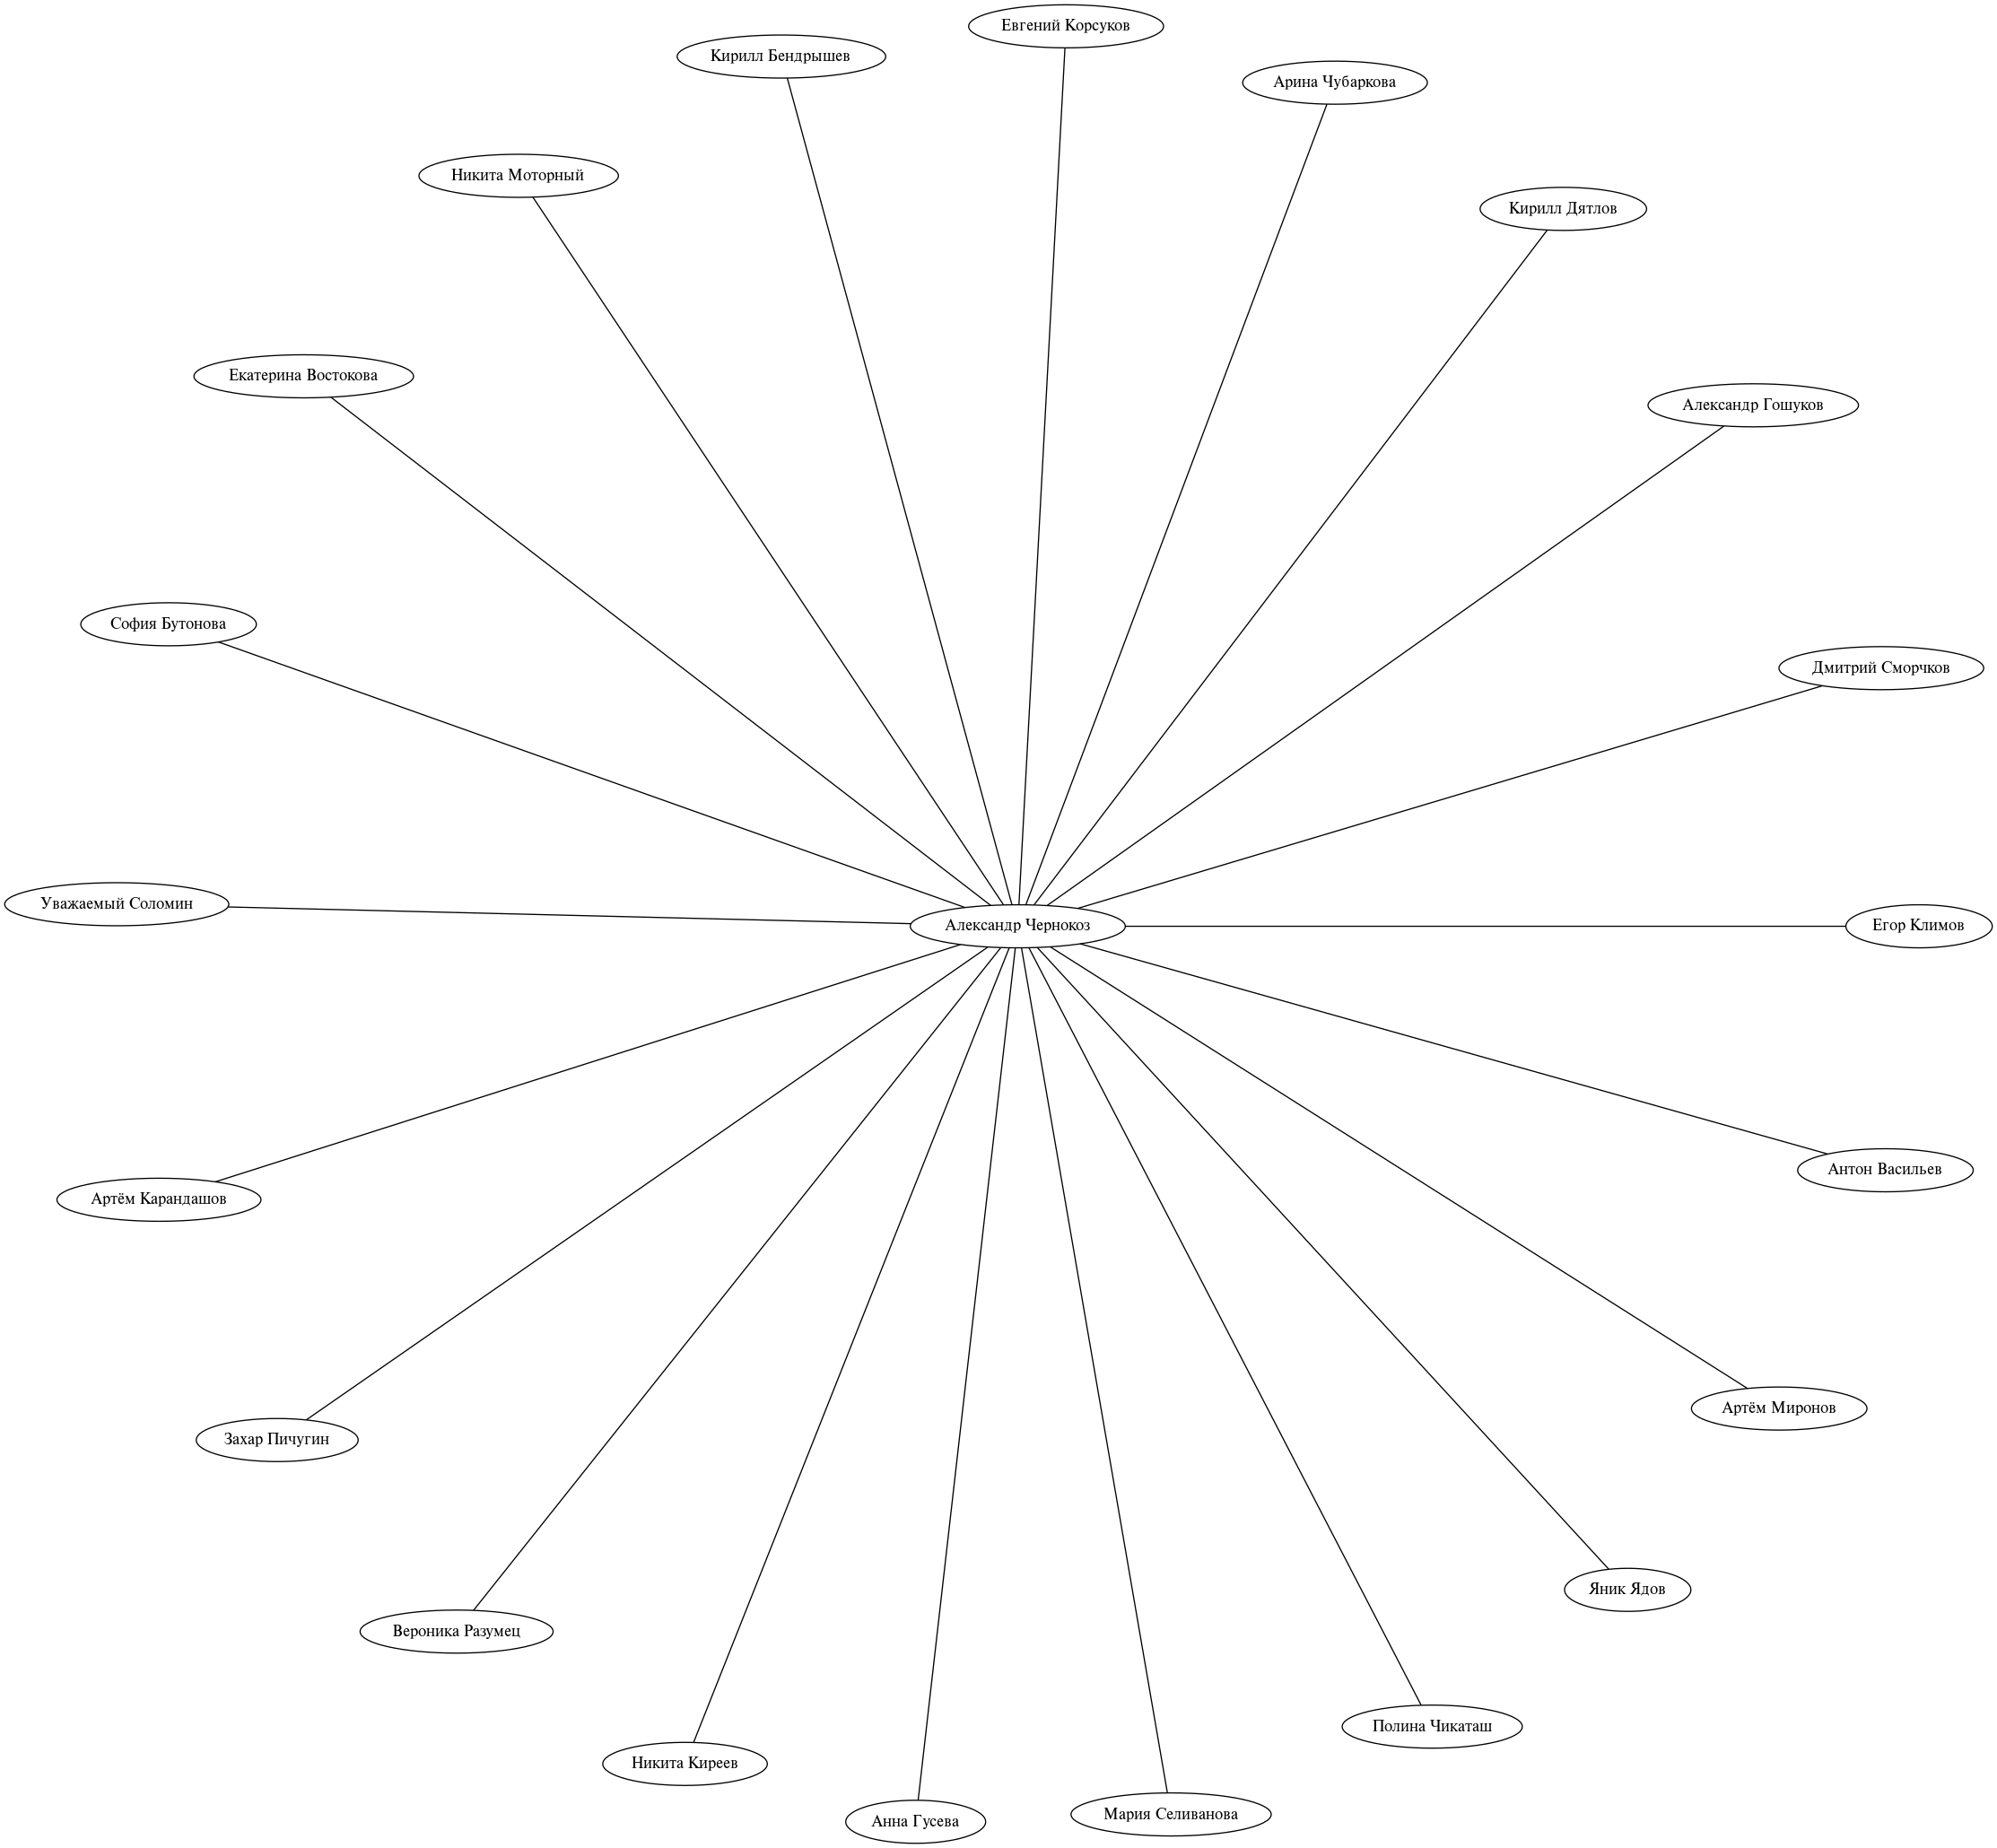 Евгений Корсуков
Кирилл Бендрышев
Арина Чубаркова
Никита Моторный
Кирилл Дятлов
Екатерина Востокова
Александр Гошуков
София Бутонова
Дмитрий Сморчков
Уважаемый Соломин
Александр Чернокоз
Егор Климов
Антон Васильев
Артём Карандашов
Артём Миронов
Захар Пичугин
Яник Ядов
Вероника Разумец
Полина Чикаташ
Никита Киреев
Мария Селиванова
Анна Гусева